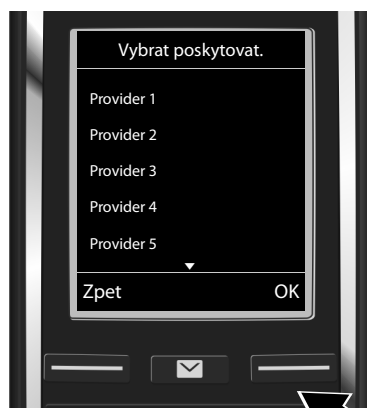 Vybrat poskytovat.
Provider 1
Provider 2
Provider 3
Provider 4
Provider 5
Zpet OK